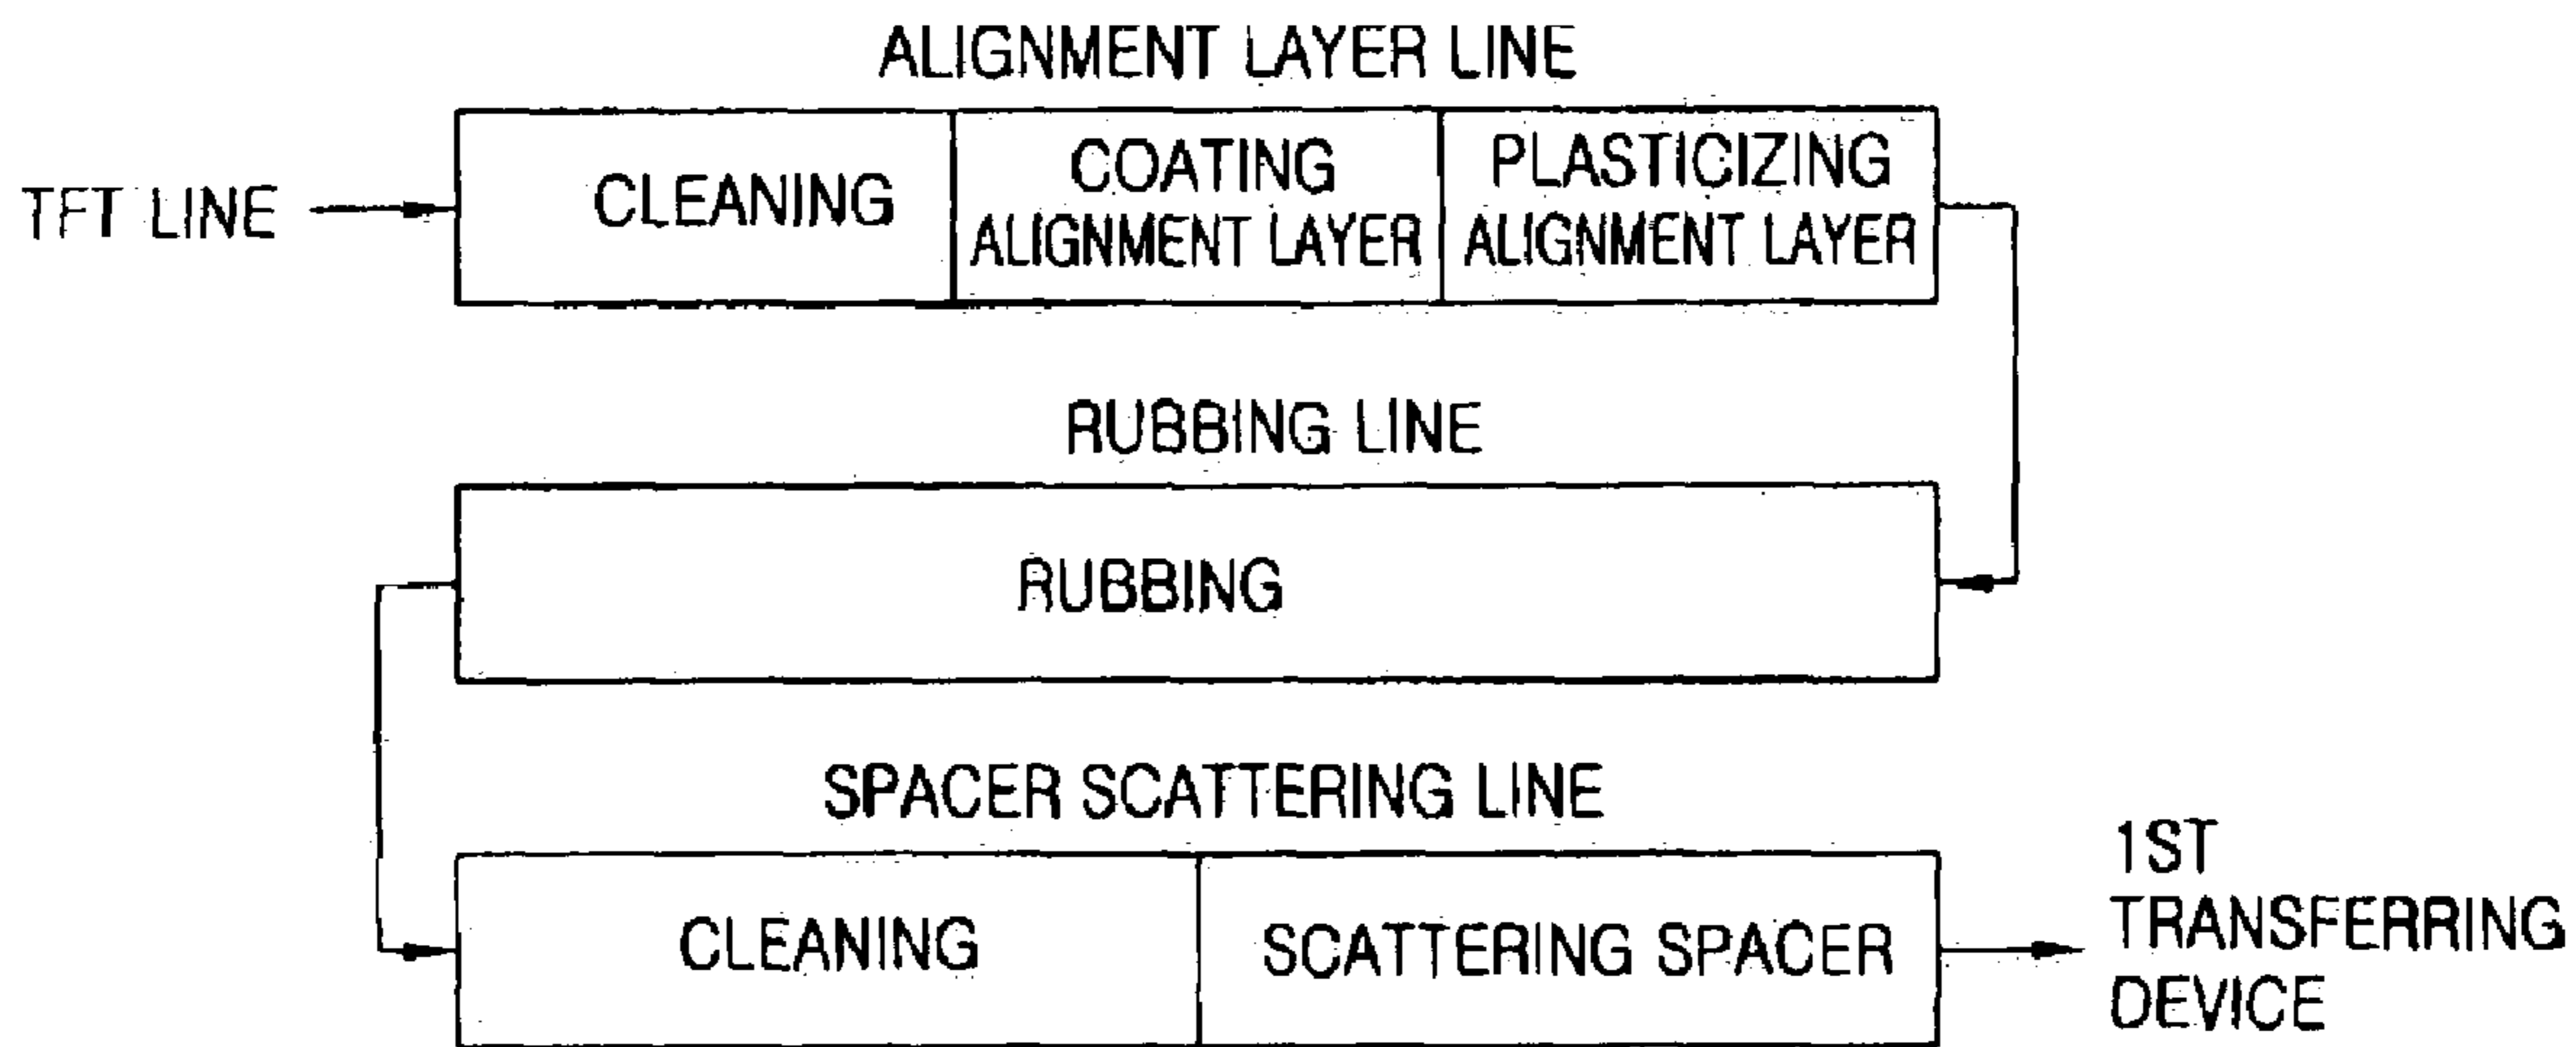 ALIGNMENT LAYER LINE
TFT LINE
CLEANING
COATING
ALIGNMENT LAYER
PLASTICIZING
ALIGNMENT LAYER
RUBBING LINE
RUBBING
SPACER SCATTERING LINE
CLEANING
SCATTERING SPACER
1ST
TRANSFERRING
DEVICE